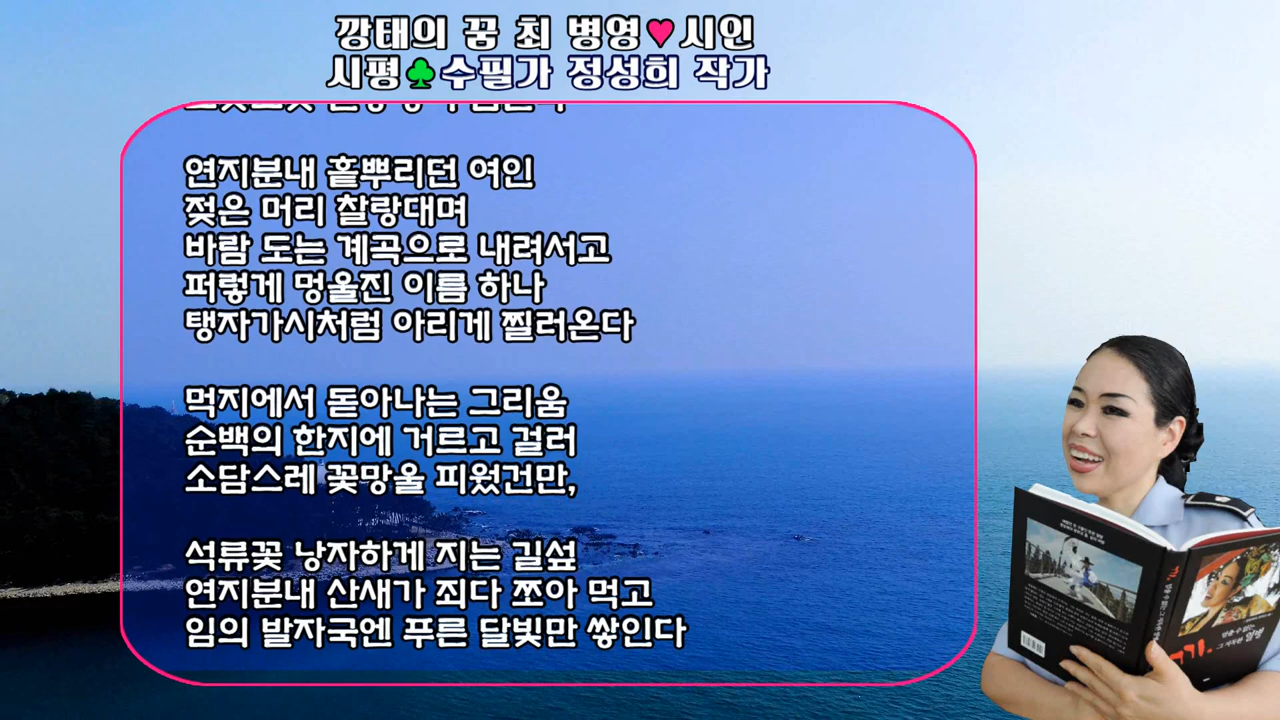 깡태의 꿈 최 병영♥시인
시평♣수필가 정성희 작가
연지분내 흩뿌리던 여인
젖은 머리 찰랑대며
바람 도는 계곡으로 내려서고
퍼렇게 멍울진 이름 하나
탱자가시처럼 아리게 찔러온다
먹지에서 돋아나는 그리움
순백의 한지에 거르고 걸러
소담스레 꽃망울 피웠건만,
석류꽃 낭자하게 지는 길섶
연지분내 산새가 죄다 쪼아 먹고
임의 발자국엔 푸른 달빛만 쌓인다